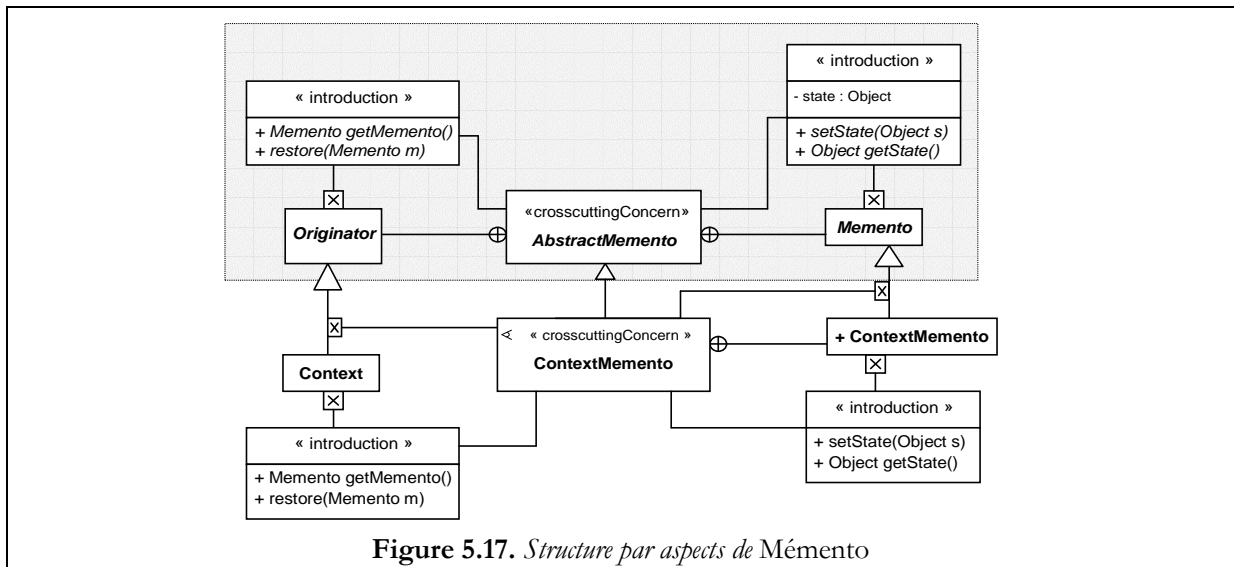 « introduction »
+ Memento getMemento()
+ restore(Memento m)
« introduction »
- state : Object
+ setState(Object s)
+ Object getState()
Originator
«crosscuttingConcern»
AbstractMemento
Memento
« crosscuttingConcern »
ContextMemento
+ ContextMemento
Context
« introduction »
+ Memento getMemento()
+ restore(Memento m)
« introduction »
+ setState(Object s)
+ Object getState()
Figure 5.17. Structure par aspects de Mémento